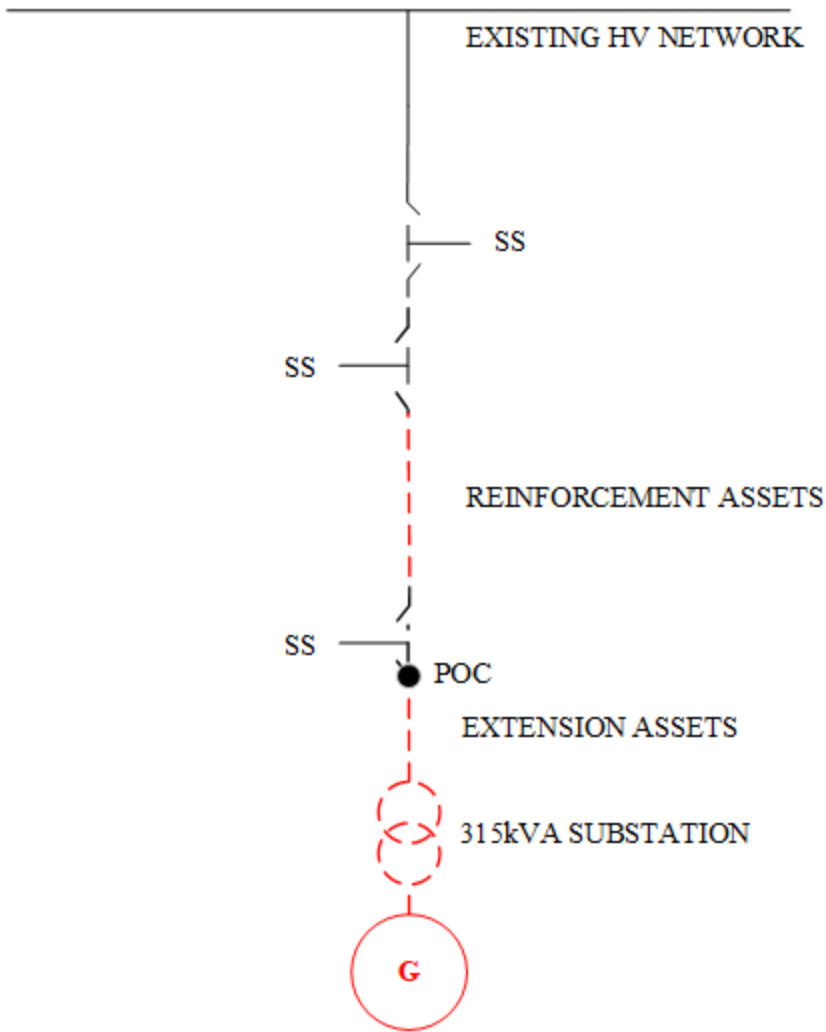 EXISTING HV NETWORK
SS
SS
REINFORCEMENT ASSETS
SS
POC
EXTENSION ASSETS
315kVA SUBSTATION
G